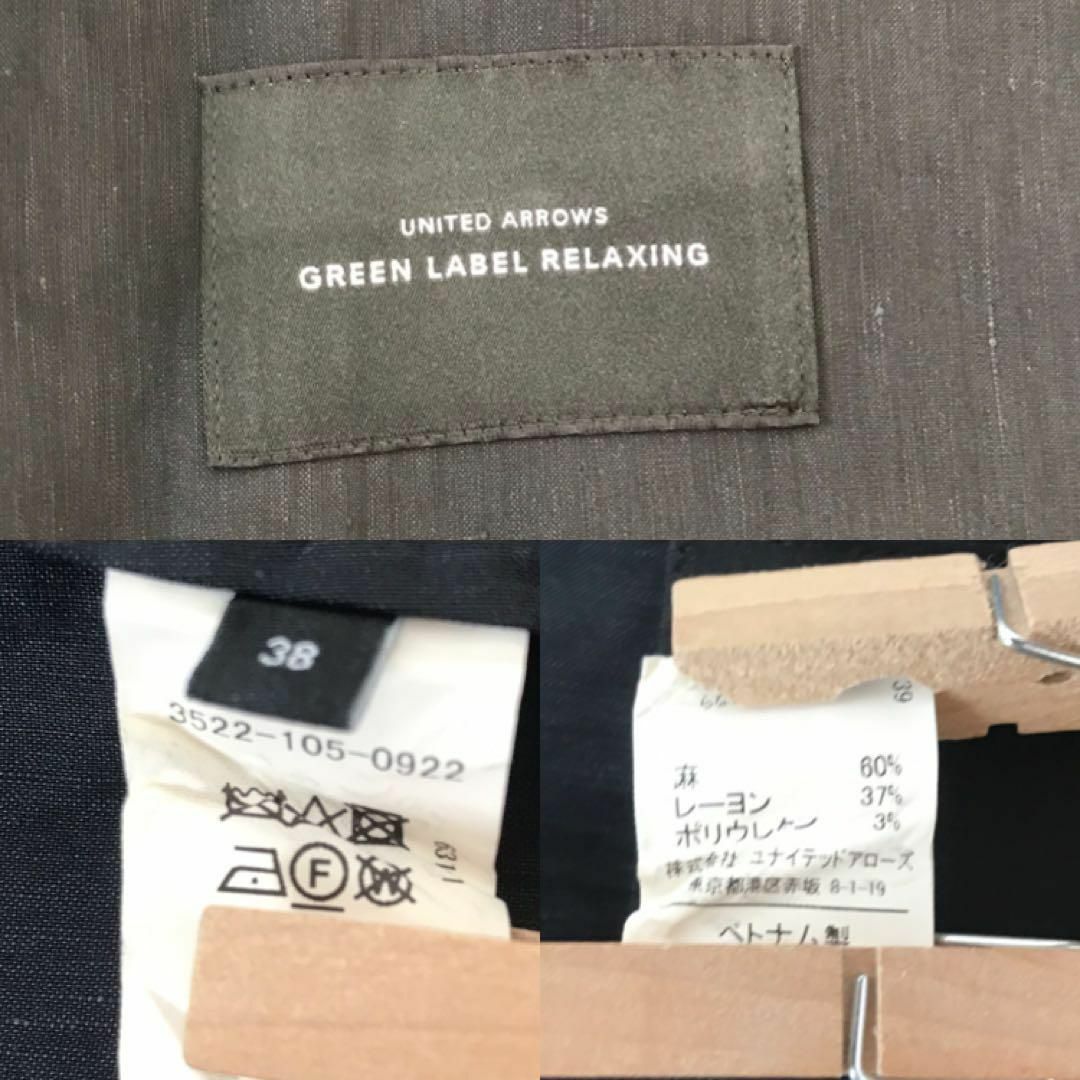 UNITED ARROWS
GREEN LABEL RELAXING
38
3522-105-0922
6311
F
W
39
麻 60%
レーヨン 37%
ポリウレタン 3%
株式会社 ユナイテッドアローズ
東京都港区赤坂 8-1-19
ベトナム製